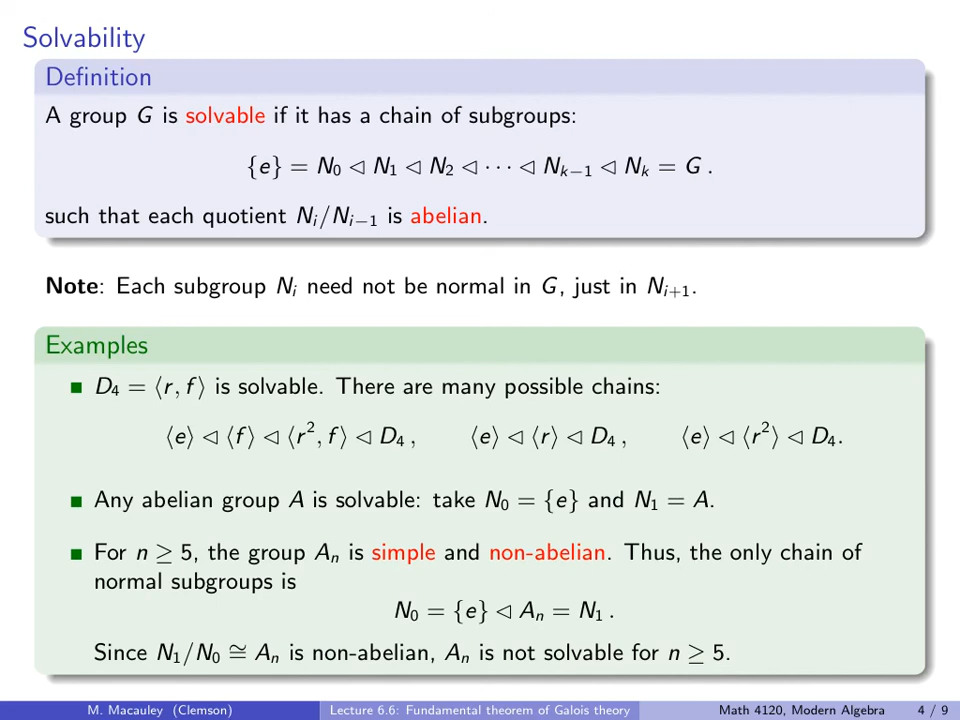 Solvability
Definition
A group G is solvable if it has a chain of subgroups:
{e} = N₀ ◁ N₁ ◁ N₂ ◁ ··· ◁ Nₖ₋₁ ◁ Nₖ = G .
such that each quotient Nᵢ/Nᵢ₋₁ is abelian.
Note: Each subgroup Nᵢ need not be normal in G, just in Nᵢ₊₁.
Examples
■ D₄ = ⟨r, f⟩ is solvable. There are many possible chains:
⟨e⟩ ◁ ⟨f⟩ ◁ ⟨r², f⟩ ◁ D₄ , ⟨e⟩ ◁ ⟨r⟩ ◁ D₄ , ⟨e⟩ ◁ ⟨r²⟩ ◁ D₄.
■ Any abelian group A is solvable: take N₀ = {e} and N₁ = A.
■ For n ≥ 5, the group Aₙ is simple and non-abelian. Thus, the only chain of
normal subgroups is
N₀ = {e} ◁ Aₙ = N₁ .
Since N₁/N₀ ≅ Aₙ is non-abelian, Aₙ is not solvable for n ≥ 5.
M. Macauley (Clemson) Lecture 6.6: Fundamental theorem of Galois theory Math 4120, Modern Algebra 4 / 9